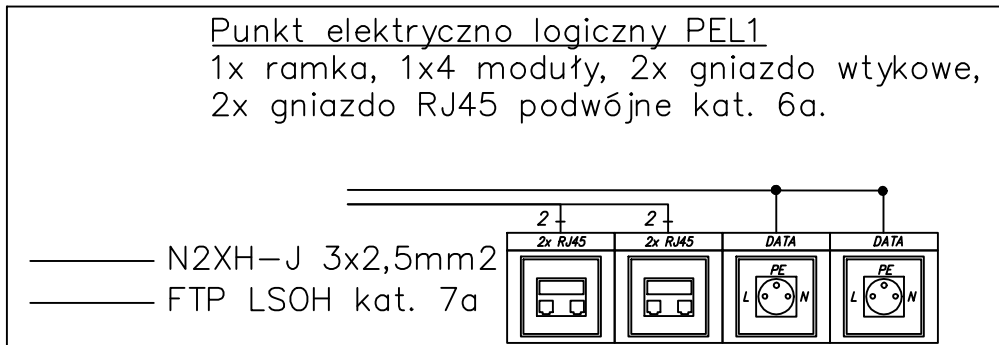 Punkt elektryczno logiczny PEL1
1x ramka, 1x4 moduły, 2x gniazdo wtykowe,
2x gniazdo RJ45 podwójne kat. 6a.
2 2
2x RJ45 2x RJ45 DATA DATA
N2XH-J 3x2,5mm2
FTP LSOH kat. 7a
PE PE
L N L N